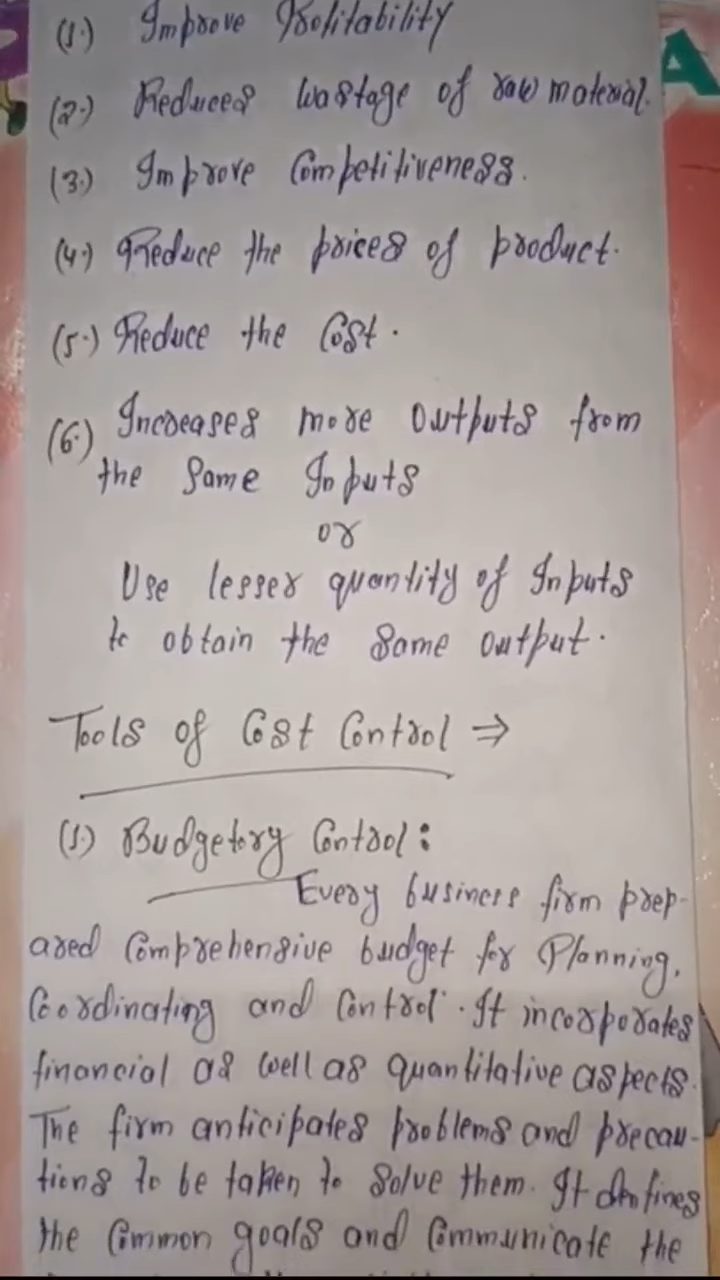 (1.) Improve Profitability
(2.) Reduces wastage of raw material.
(3.) Improve Competitiveness.
(4.) Reduce the prices of product.
(5.) Reduce the Cost.
(6.) Increases more outputs from
the Same Inputs
or
Use lesser quantity of Inputs
to obtain the Same output.
Tools of Cost Control ⇒
(1.) Budgetory Control:
Every business firm prep-
ared Comprehensive budget for Planning,
Coordinating and Control. It incorporates
financial as well as quantitative aspects.
The firm anticipates problems and precau-
tions to be taken to Solve them. It defines
the Common goals and Communicate the
A